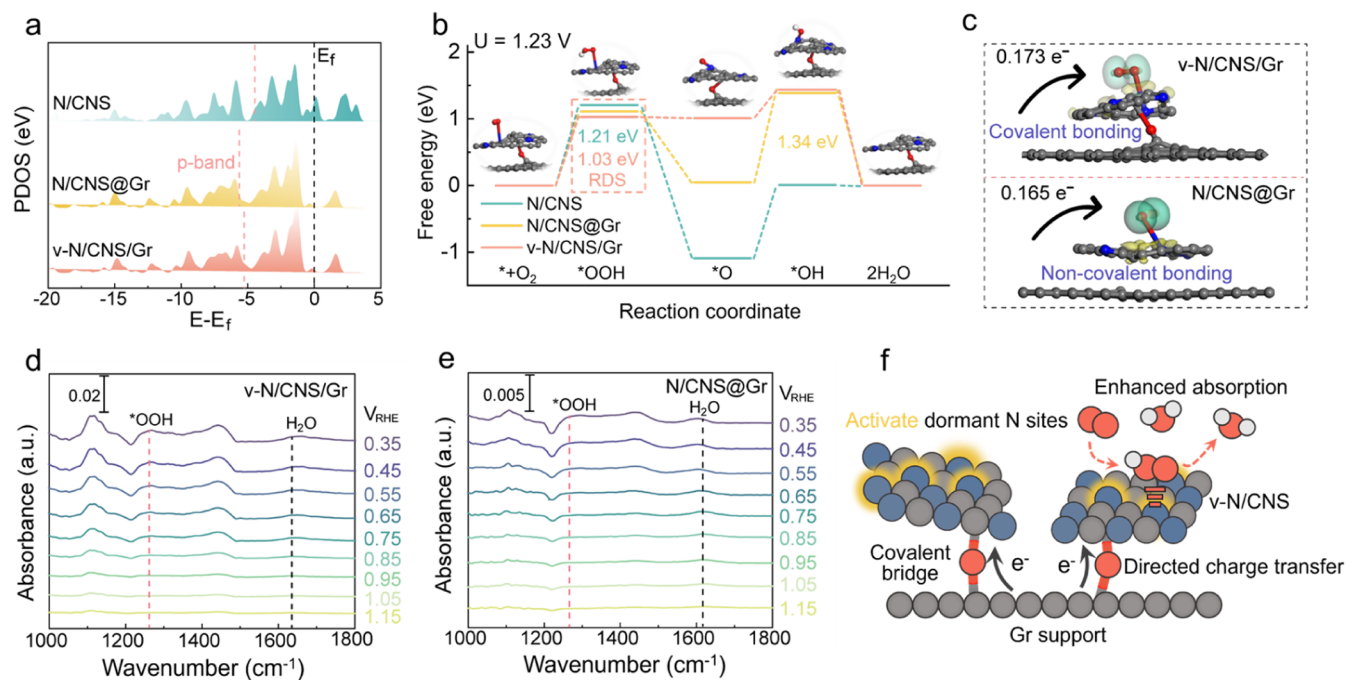 a
PDOS (eV)
E_f
N/CNS
p-band
N/CNS@Gr
v-N/CNS/Gr
-20 -15 -10 -5 0 5
E-E_f
b
U = 1.23 V
Free energy (eV)
2
1
0
-1
1.21 eV
1.03 eV
RDS
1.34 eV
N/CNS
N/CNS@Gr
v-N/CNS/Gr
*+O₂ *OOH *O *OH 2H₂O
Reaction coordinate
c
0.173 e⁻
v-N/CNS/Gr
Covalent bonding
0.165 e⁻
N/CNS@Gr
Non-covalent bonding
d
0.02
v-N/CNS/Gr
*OOH
H₂O
V_RHE
0.35
0.45
0.55
0.65
0.75
0.85
0.95
1.05
1.15
Absorbance (a.u.)
1000 1200 1400 1600 1800
Wavenumber (cm⁻¹)
e
0.005
N/CNS@Gr
*OOH
H₂O
V_RHE
0.35
0.45
0.55
0.65
0.75
0.85
0.95
1.05
1.15
Absorbance (a.u.)
1000 1200 1400 1600 1800
Wavenumber (cm⁻¹)
f
Enhanced absorption
Activate dormant N sites
v-N/CNS
Covalent
bridge
e⁻
e⁻
Directed charge transfer
Gr support